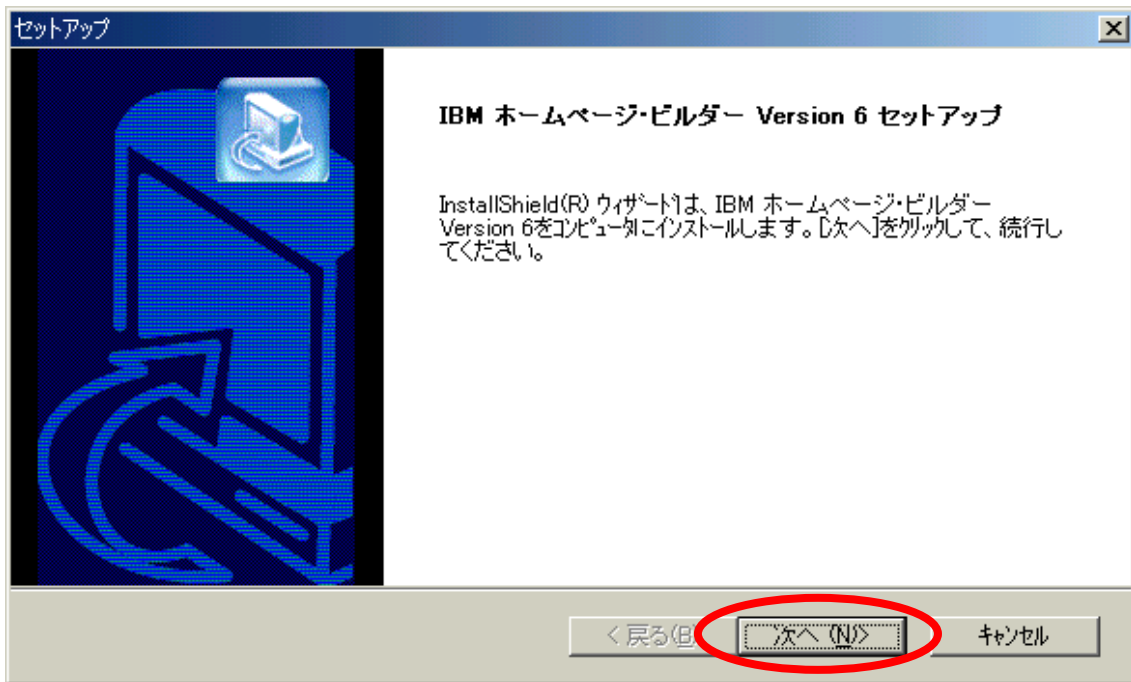 セットアップ
IBM ホームページ・ビルダー Version 6 セットアップ
InstallShield(R) ウィザードは、IBM ホームページ・ビルダー
Version 6をコンピュータにインストールします。[次へ]をクリックして、続行し
てください。
< 戻る(B) 次へ (N)> キャンセル